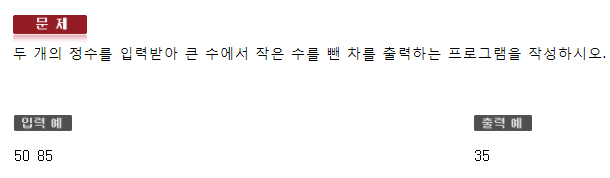 문 제
두 개의 정수를 입력받아 큰 수에서 작은 수를 뺀 차를 출력하는 프로그램을 작성하시오.
입력 예
출력 예
50 85
35